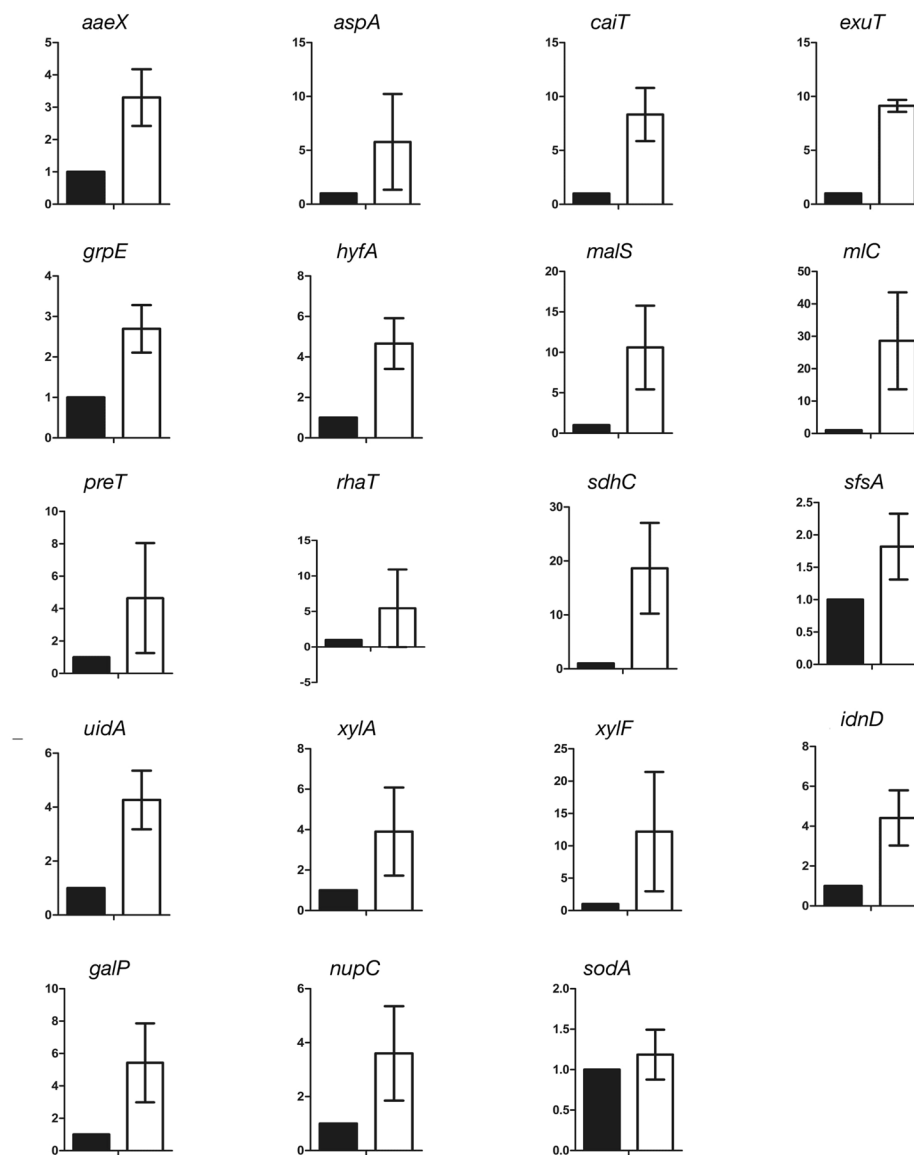 aaeX aspA caiT exuT
5 15 15 15
4
3 10 10 10
2 5 5 5
1
0 0 0 0
grpE hyfA malS mlC
4 8 20 50
3 6 15 40
2 4 10 30
1 2 5 20
10
0 0 0 0
preT rhaT sdhC sfsA
10 15 30 2.5
8 10 20 2.0
6 5 10 1.5
4 0 0 1.0
2 -5 0.5
0 0.0
uidA xylA xylF idnD
6 8 25 8
4 6 20 6
2 4 15 4
0 2 10 2
0 5 0
0
galP nupC sodA
10 6 2.0
8 4 1.5
6 2 1.0
4 0 0.5
2 0.0
0